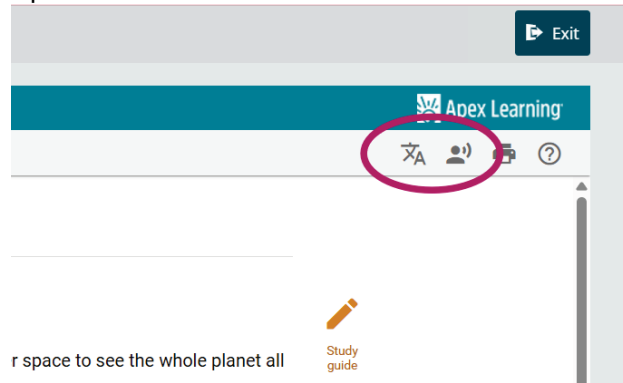 Exit
Apex Learning
r space to see the whole planet all
Study
guide